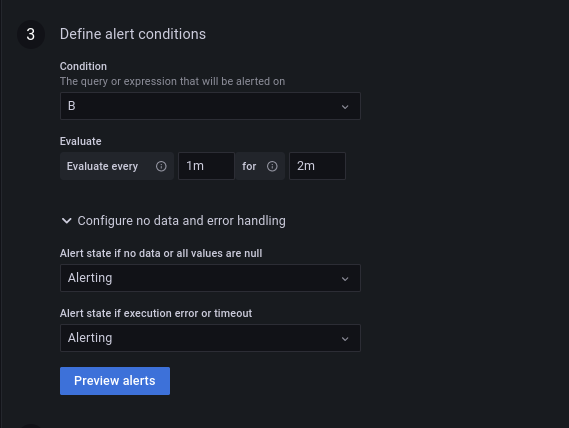 3 Define alert conditions
Condition
The query or expression that will be alerted on
B
Evaluate
Evaluate every 1m for 2m
Configure no data and error handling
Alert state if no data or all values are null
Alerting
Alert state if execution error or timeout
Alerting
Preview alerts